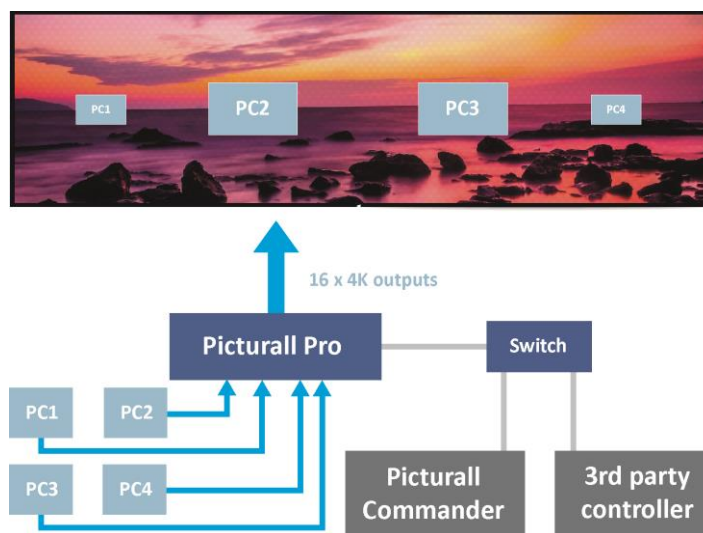 PC1
PC2
PC3
PC4
16 x 4K outputs
Picturall Pro
Switch
PC1
PC2
PC3
PC4
Picturall
Commander
3rd party
controller